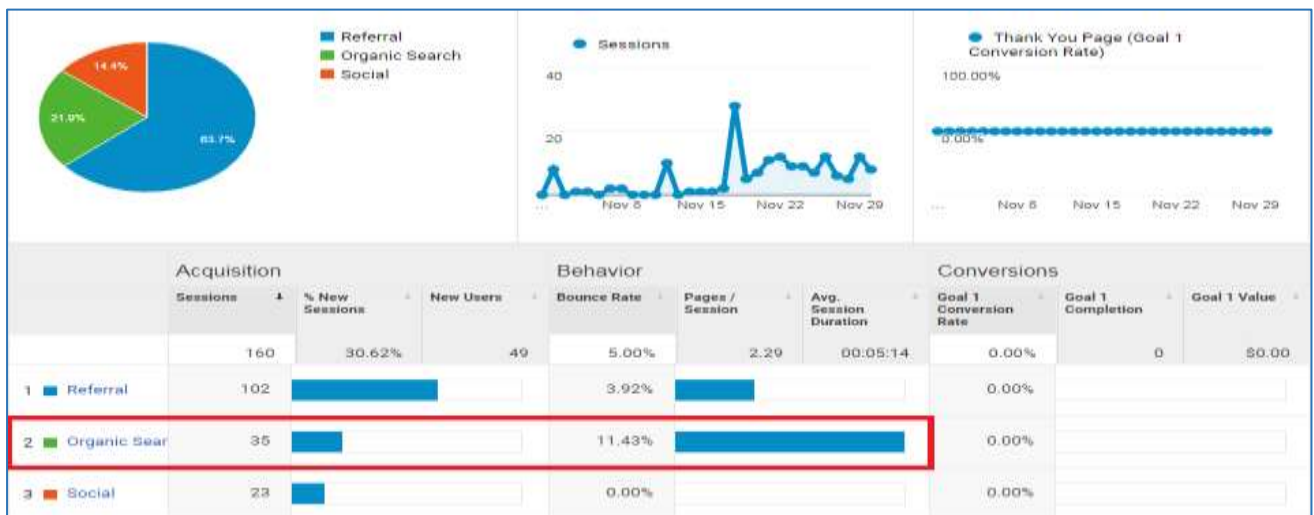 Referral
Organic Search
Social
14.4%
21.9%
63.7%
Sessions
40
20
...
Nov 8
Nov 15
Nov 22
Nov 29
Thank You Page (Goal 1
Conversion Rate)
100.00%
0.00%
...
Nov 8
Nov 15
Nov 22
Nov 29
Acquisition Behavior Conversions
Sessions % New Sessions New Users Bounce Rate Pages / Session Avg. Session Duration Goal 1 Conversion Rate Goal 1 Completion Goal 1 Value
160 30.62% 49 5.00% 2.29 00:05:14 0.00% 0 $0.00
1 Referral 102 3.92% 0.00%
2 Organic Sear 35 11.43% 0.00%
3 Social 23 0.00% 0.00%